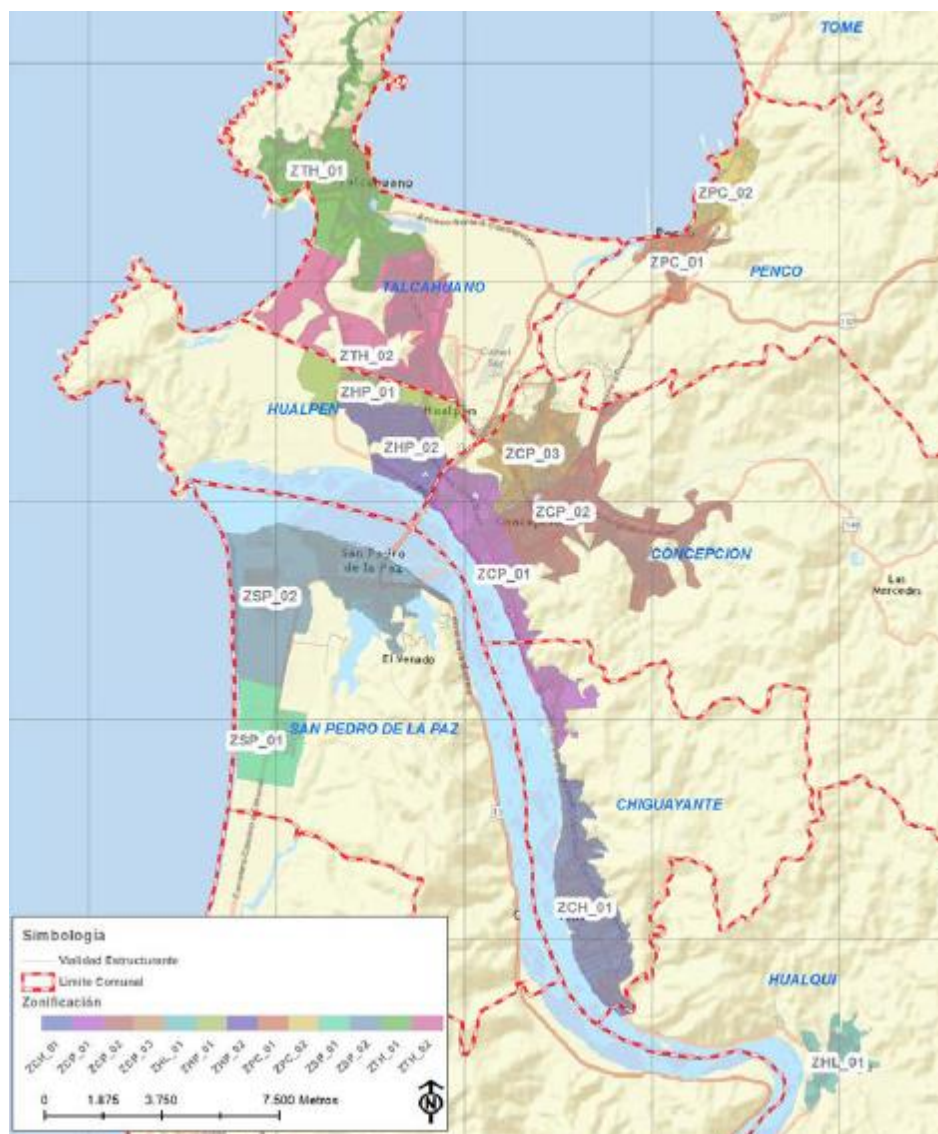 TOME
ZTH_01
ZPC_02
ZPC_01
PENCO
TALCAHUANO
ZTH_02
ZHP_01
HUALPEN
Hualpén
ZHP_02
ZCP_03
ZCP_02
CONCEPCION
San Pedro
de la Paz
ZCP_01
Las
Mercedes
ZSP_02
El Venado
SAN PEDRO DE LA PAZ
ZSP_01
CHIGUAYANTE
ZCH_01
HUALQUI
ZHL_01
Simbología
Vialidad Estructurante
Límite Comunal
Zonificación
ZCH_01
ZCP_01
ZCP_02
ZCP_03
ZHL_01
ZHP_01
ZHP_02
ZPC_01
ZPC_02
ZSP_01
ZSP_02
ZTH_01
ZTH_02
0 1.875 3.750 7.500 Metros
N